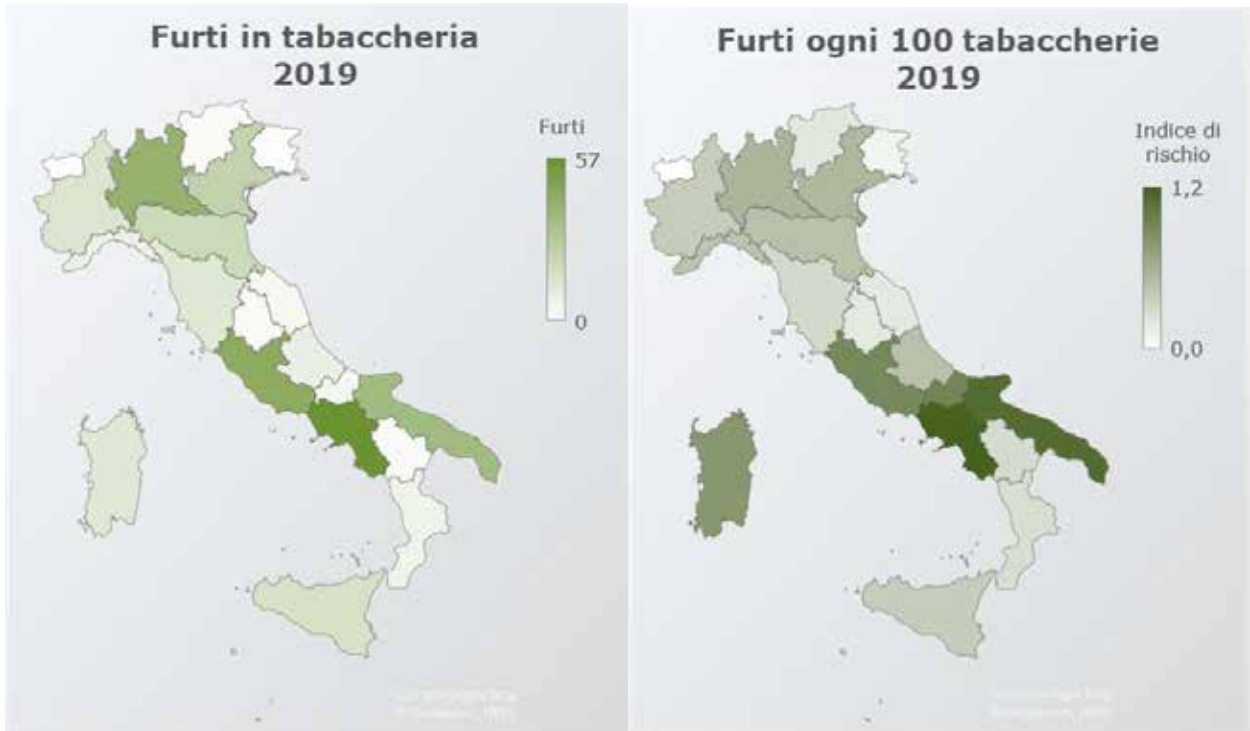 Furti in tabaccheria
2019
Furti
57
0
Furti ogni 100 tabaccherie
2019
Indice di
rischio
1,2
0,0